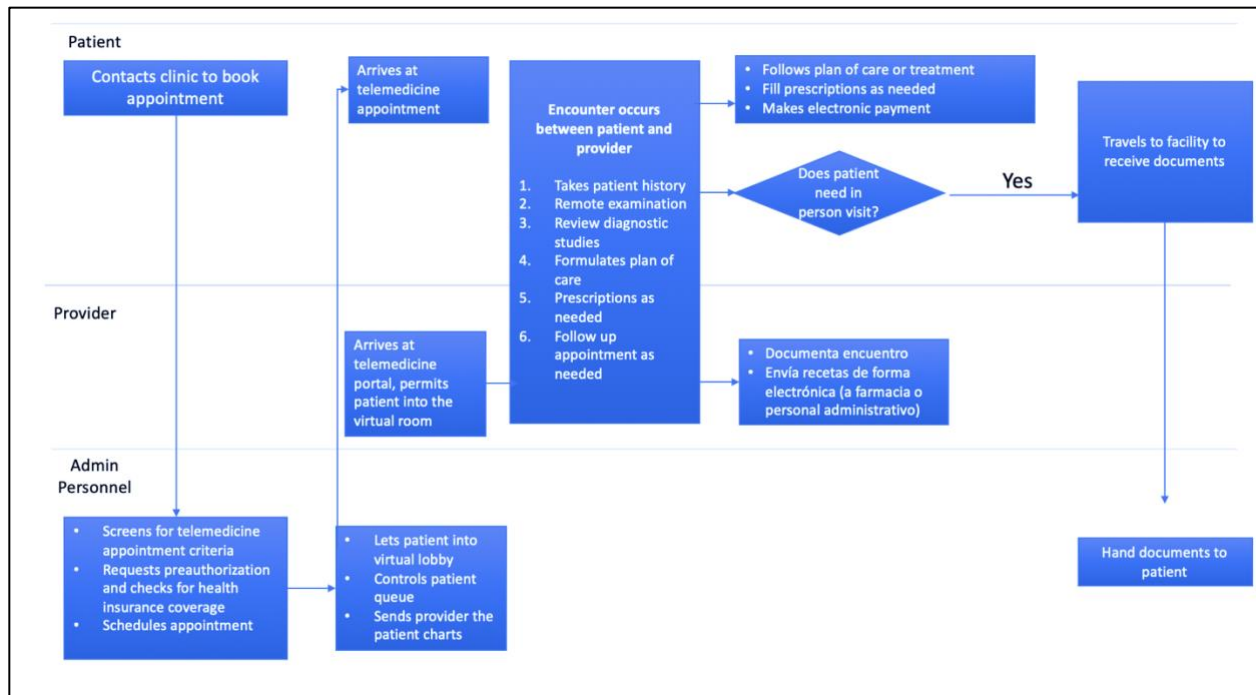 Patient
Contacts clinic to book
appointment
Arrives at
telemedicine
appointment
Encounter occurs
between patient and
provider
1. Takes patient history
2. Remote examination
3. Review diagnostic
studies
4. Formulates plan of
care
5. Prescriptions as
needed
6. Follow up
appointment as
needed
• Follows plan of care or treatment
• Fill prescriptions as needed
• Makes electronic payment
Does patient
need in
person visit?
Yes
Travels to facility to
receive documents
Provider
Arrives at
telemedicine
portal, permits
patient into the
virtual room
• Documenta encuentro
• Envía recetas de forma
electrónica (a farmacia o
personal administrativo)
Admin
Personnel
• Screens for telemedicine
appointment criteria
• Requests preauthorization
and checks for health
insurance coverage
• Schedules appointment
• Lets patient into
virtual lobby
• Controls patient
queue
• Sends provider the
patient charts
Hand documents to
patient